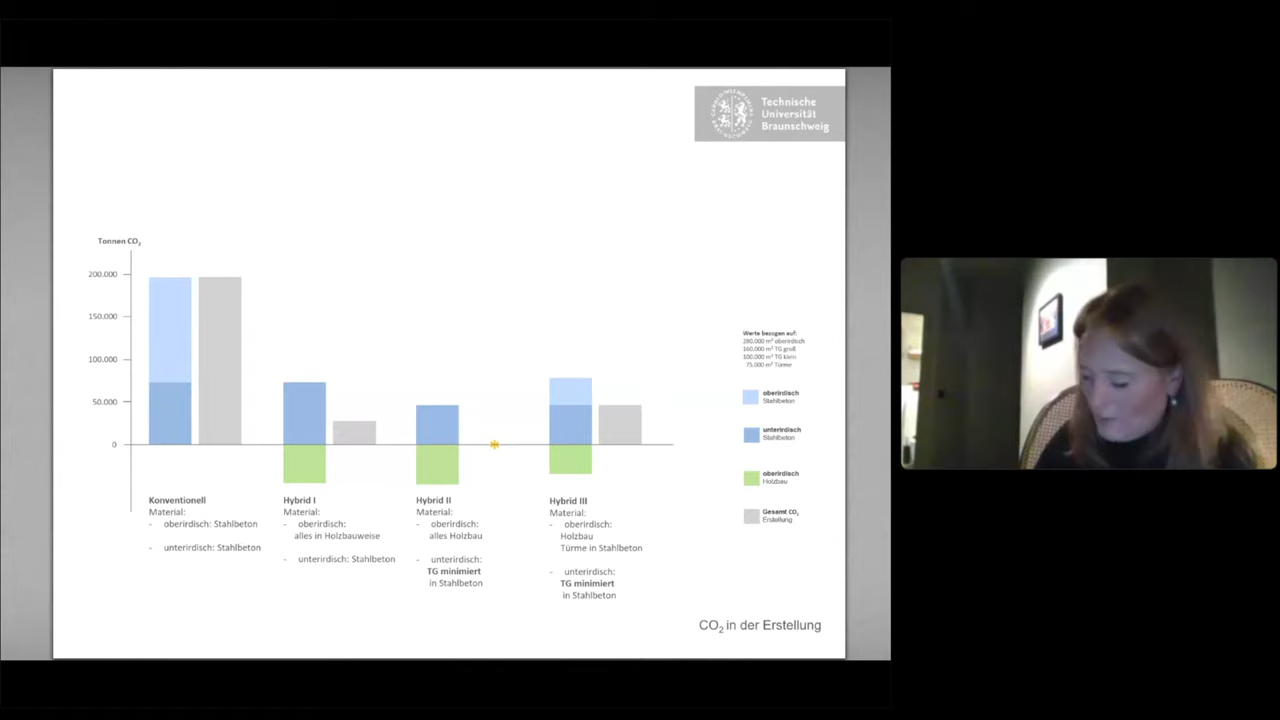 Technische
Universität
Braunschweig
Tonnen CO₂
200.000
150.000
100.000
50.000
0
Konventionell
Material:
- oberirdisch: Stahlbeton
- unterirdisch: Stahlbeton
Hybrid I
Material:
- oberirdisch:
alles in Holzbauweise
- unterirdisch: Stahlbeton
Hybrid II
Material:
- oberirdisch:
alles Holzbau
- unterirdisch:
TG minimiert
in Stahlbeton
Hybrid III
Material:
- oberirdisch:
Holzbau
Türme in Stahlbeton
- unterirdisch:
TG minimiert
in Stahlbeton
Werte bezogen auf:
280.000 m² oberirdisch
160.000 m² TG groß
100.000 m² TG klein
75.000 m² Türme
oberirdisch
Stahlbeton
unterirdisch
Stahlbeton
oberirdisch
Holzbau
Gesamt CO₂
Erstellung
CO₂ in der Erstellung